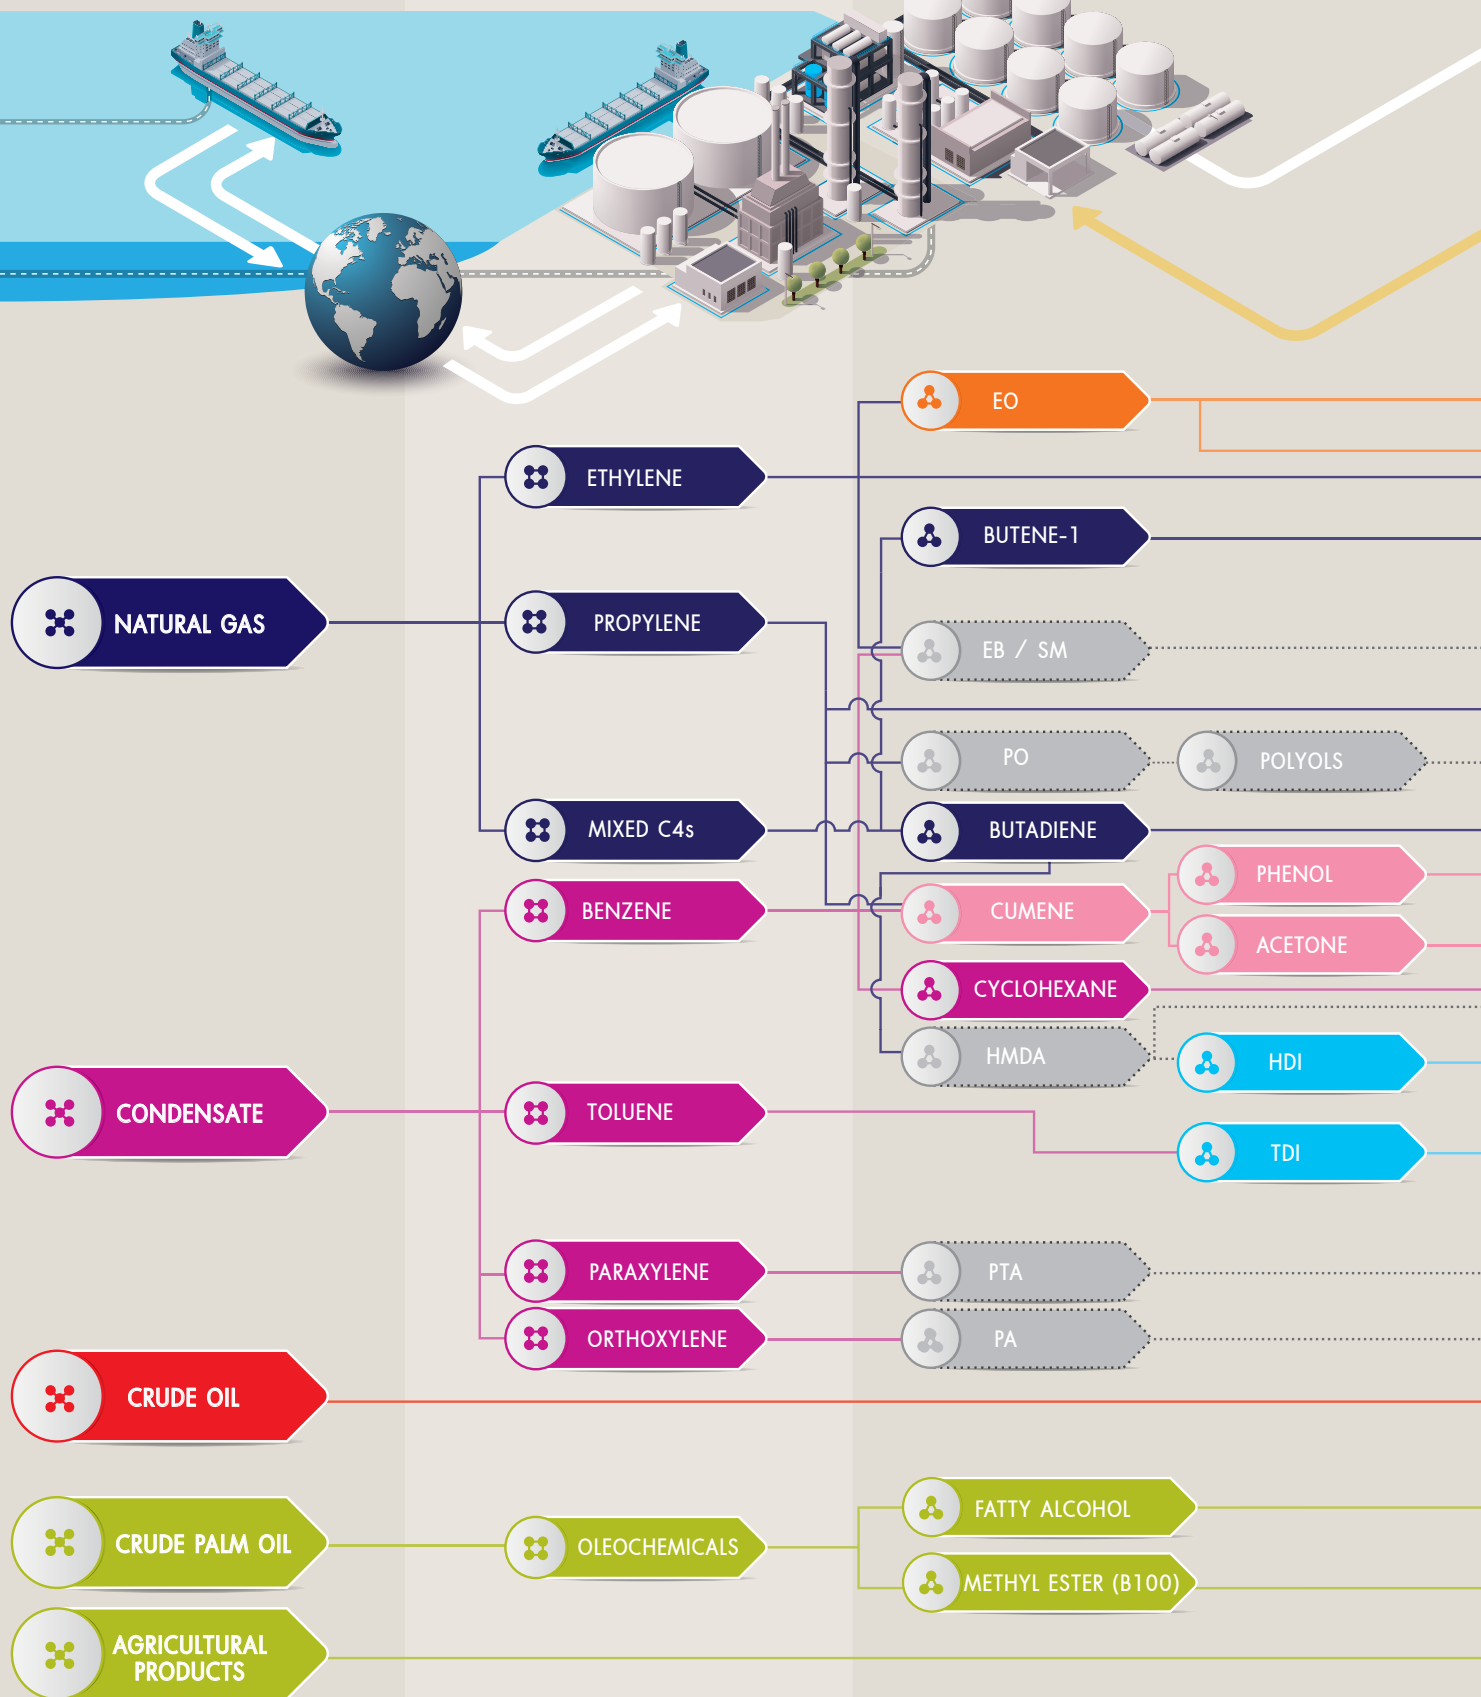 EO
ETHYLENE
BUTENE-1
NATURAL GAS
PROPYLENE
EB / SM
PO
POLYOLS
MIXED C4s
BUTADIENE
PHENOL
BENZENE
CUMENE
ACETONE
CYCLOHEXANE
HMDA
HDI
CONDENSATE
TOLUENE
TDI
PARAXYLENE
PTA
ORTHOXYLENE
PA
CRUDE OIL
FATTY ALCOHOL
CRUDE PALM OIL
OLEOCHEMICALS
METHYL ESTER (B100)
AGRICULTURAL
PRODUCTS